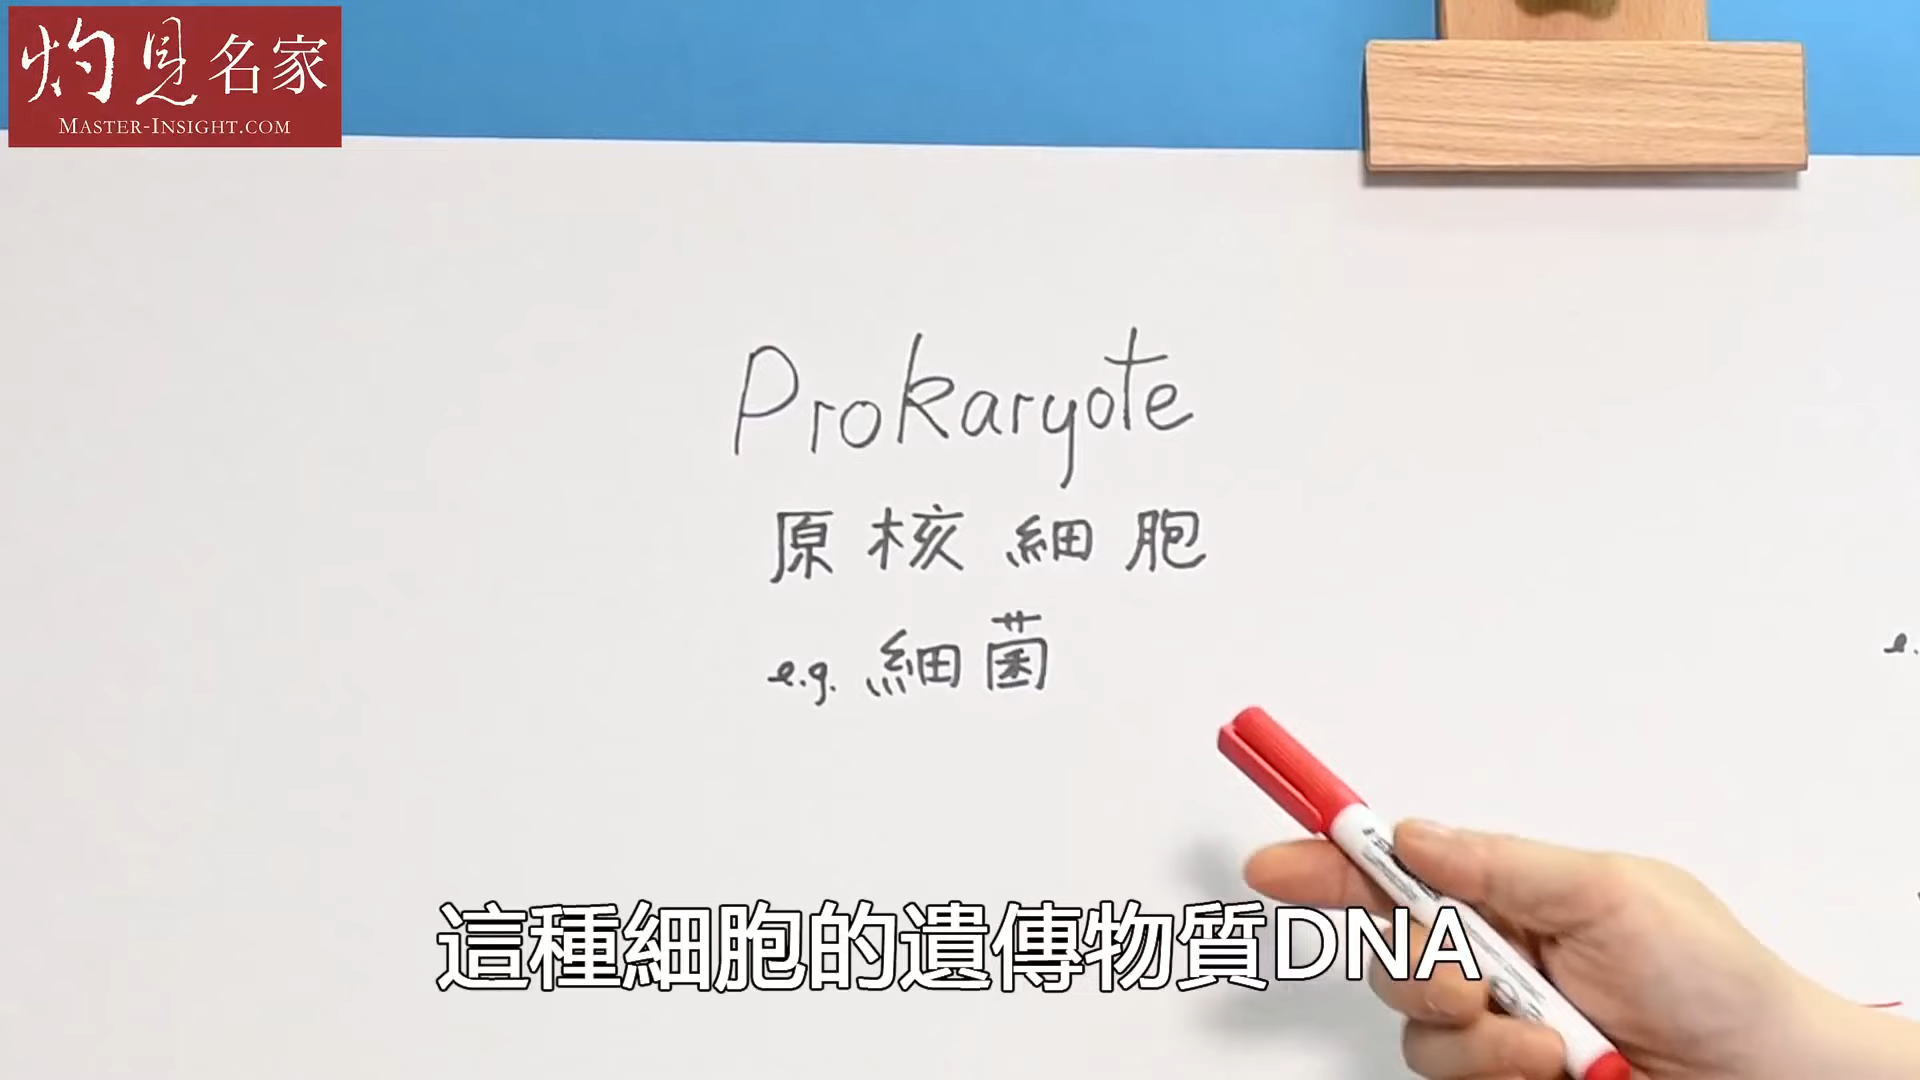 灼見名家
MASTER-INSIGHT.COM
Prokaryote
原核細胞
e.g. 細菌
這種細胞的遺傳物質DNA